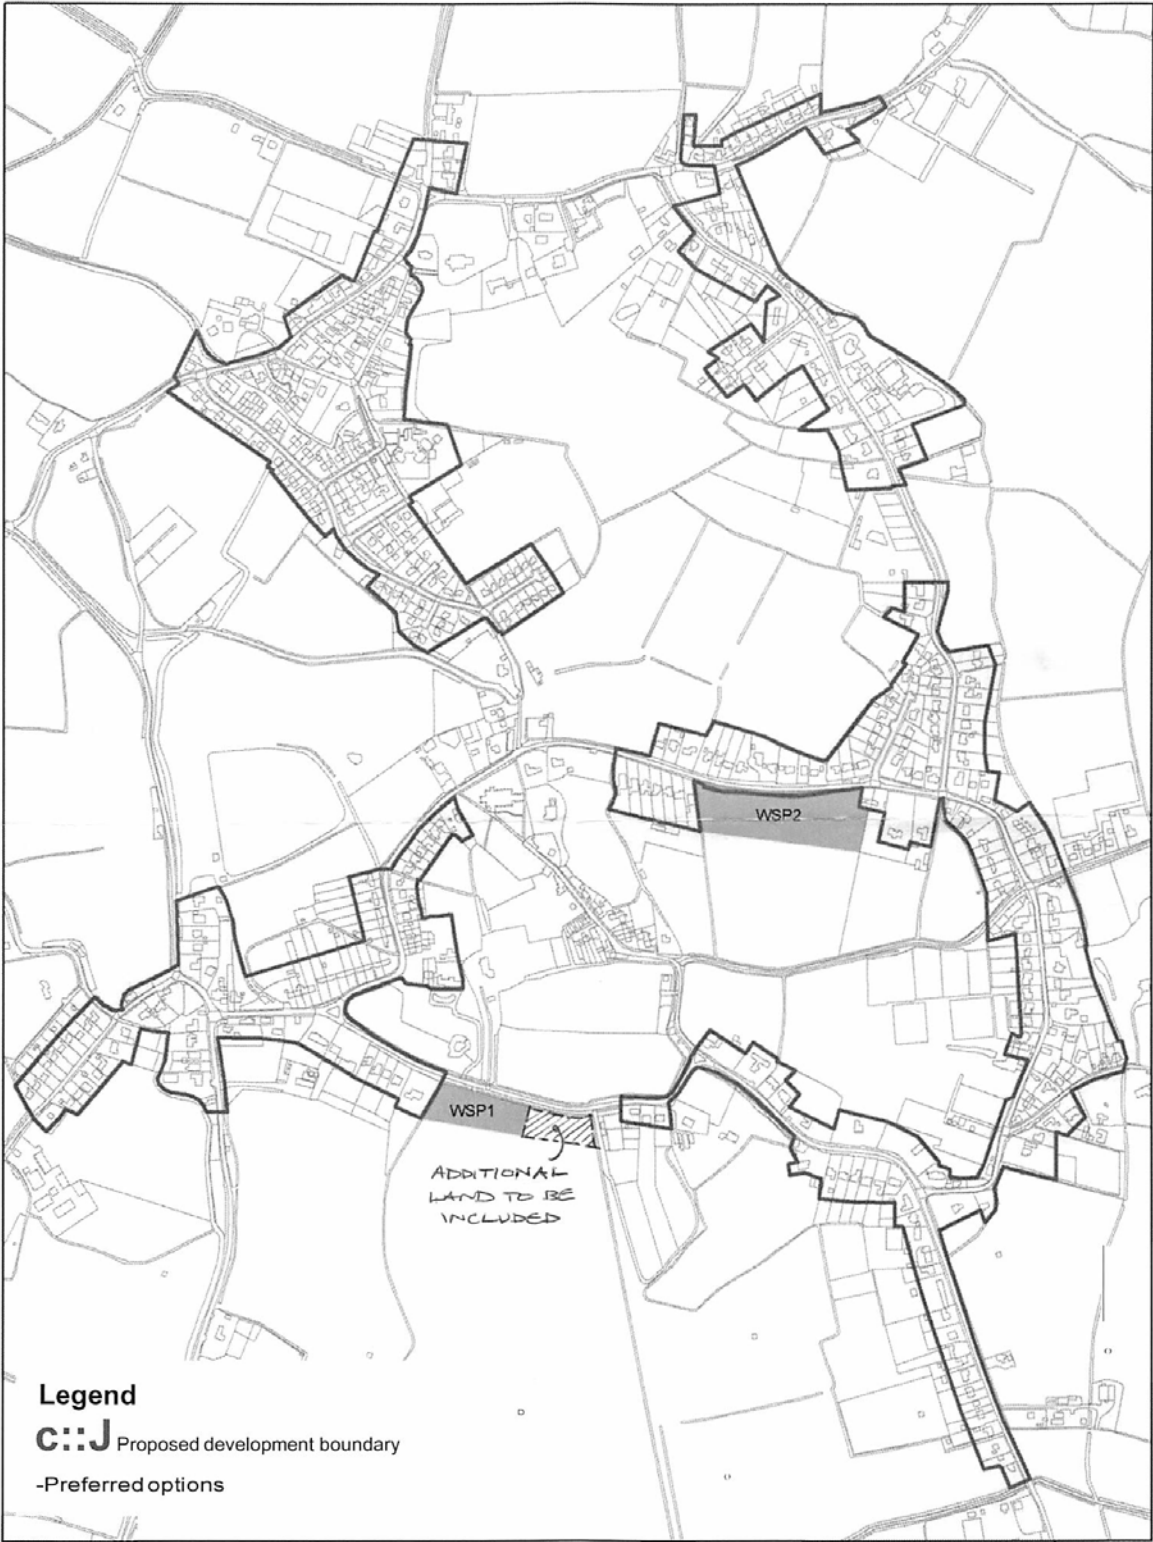 WSP2
WSP1
ADDITIONAL
LAND TO BE
INCLUDED
Legend
c::J Proposed development boundary
-Preferred options